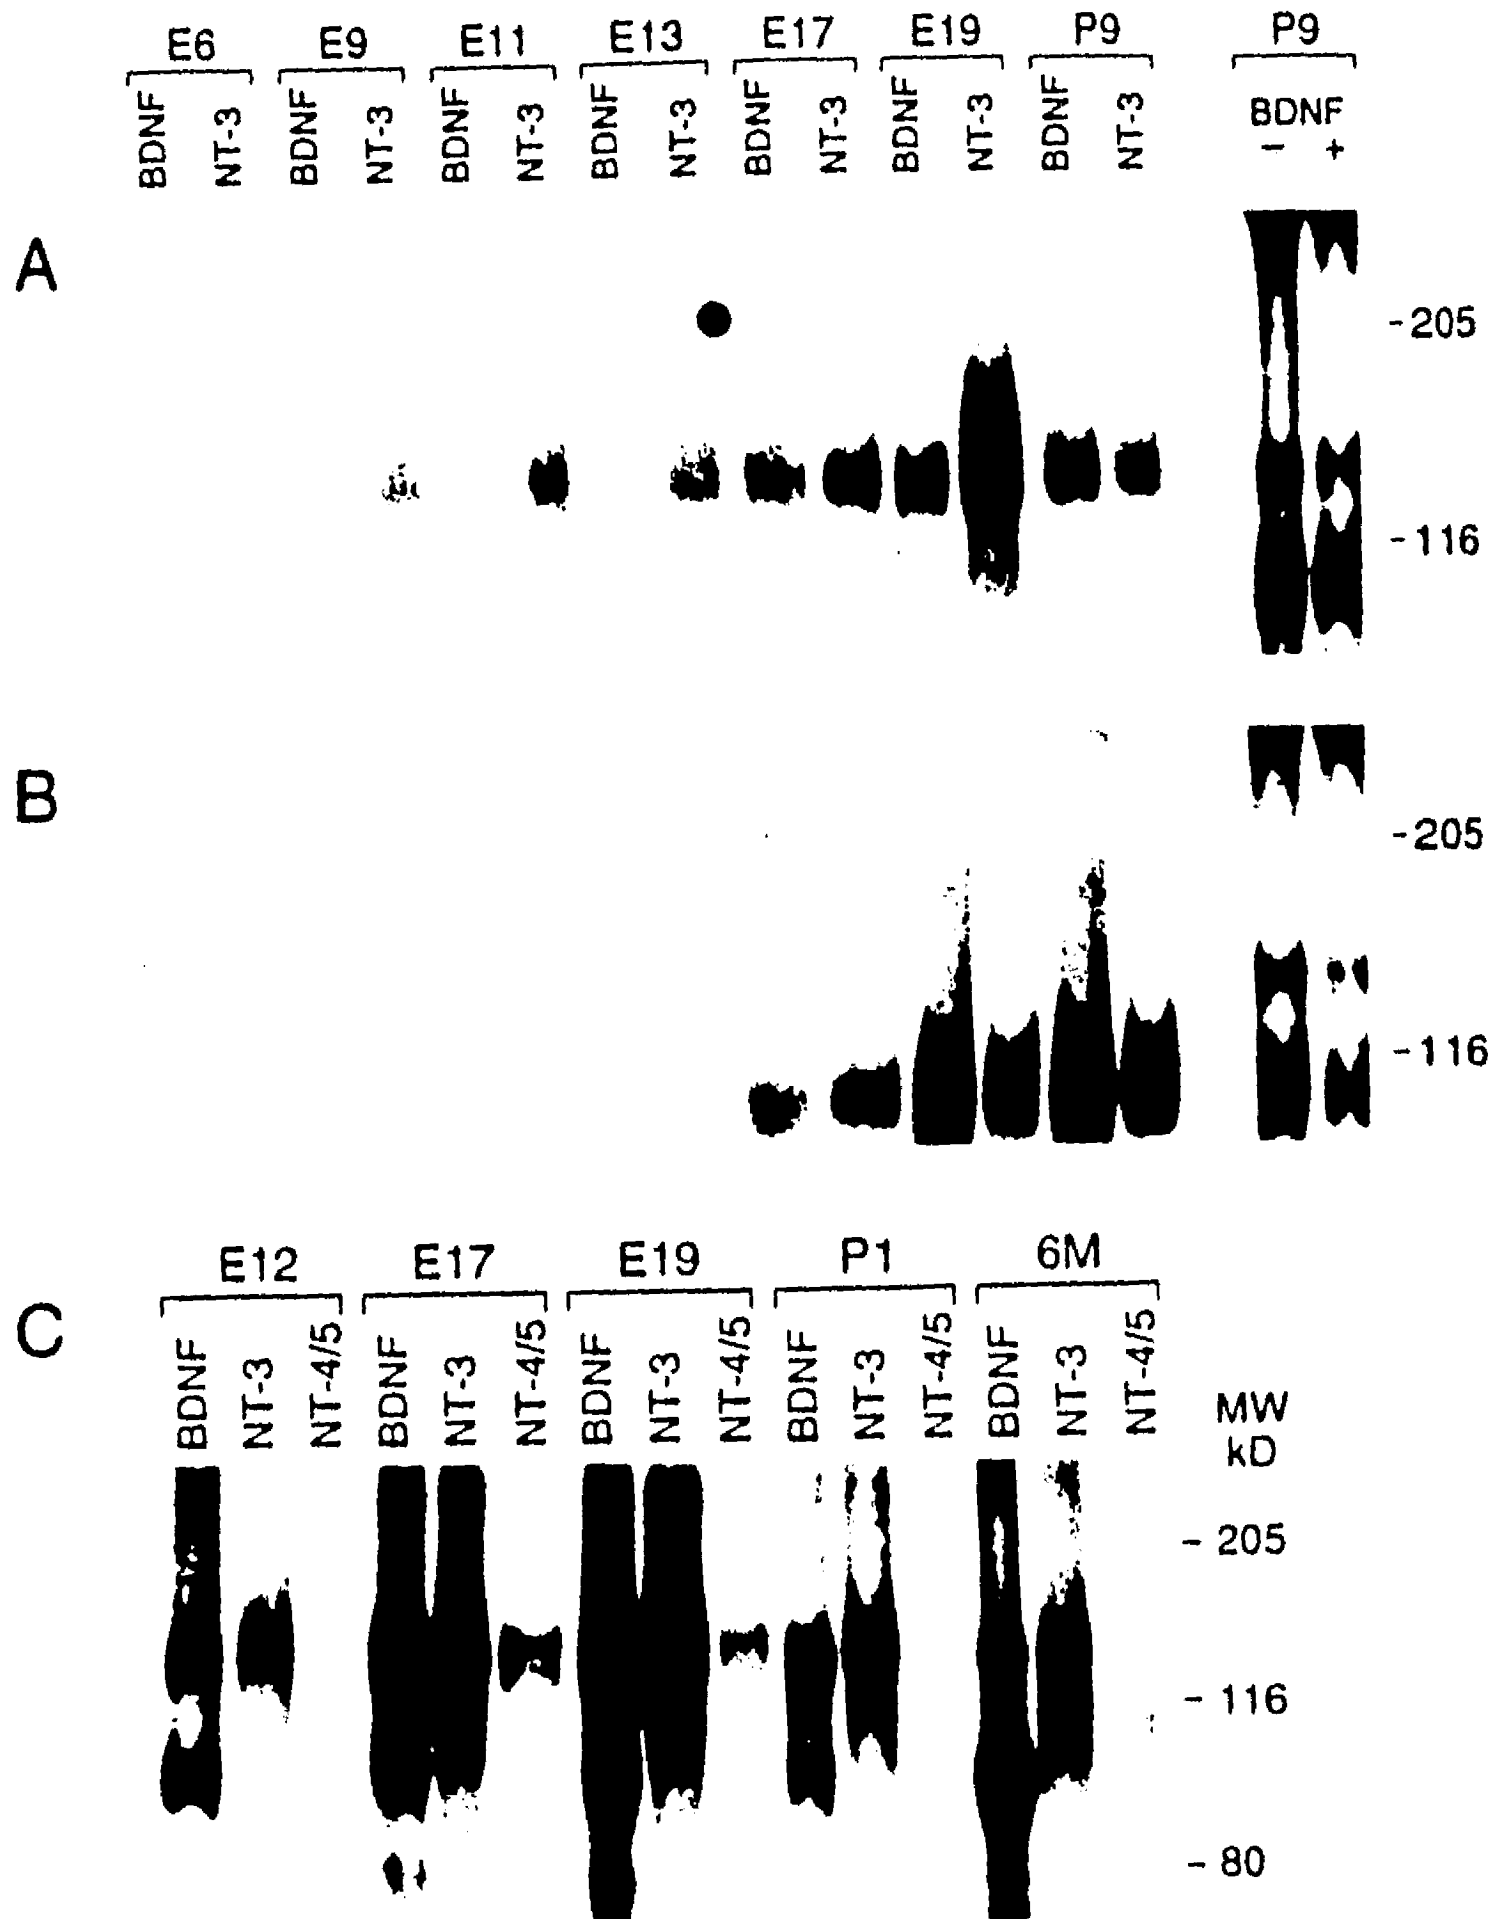 E6 E9 E11 E13 E17 E19 P9 P9
BDNF NT-3 BDNF NT-3 BDNF NT-3 BDNF NT-3 BDNF NT-3 BDNF NT-3 BDNF NT-3 BDNF
- +
A
-205
-116
B
-205
-116
E12 E17 E19 P1 6M
C
BDNF NT-3 NT-4/5 BDNF NT-3 NT-4/5 BDNF NT-3 NT-4/5 BDNF NT-3 NT-4/5 BDNF NT-3 NT-4/5
MW
kD
- 205
- 116
- 80